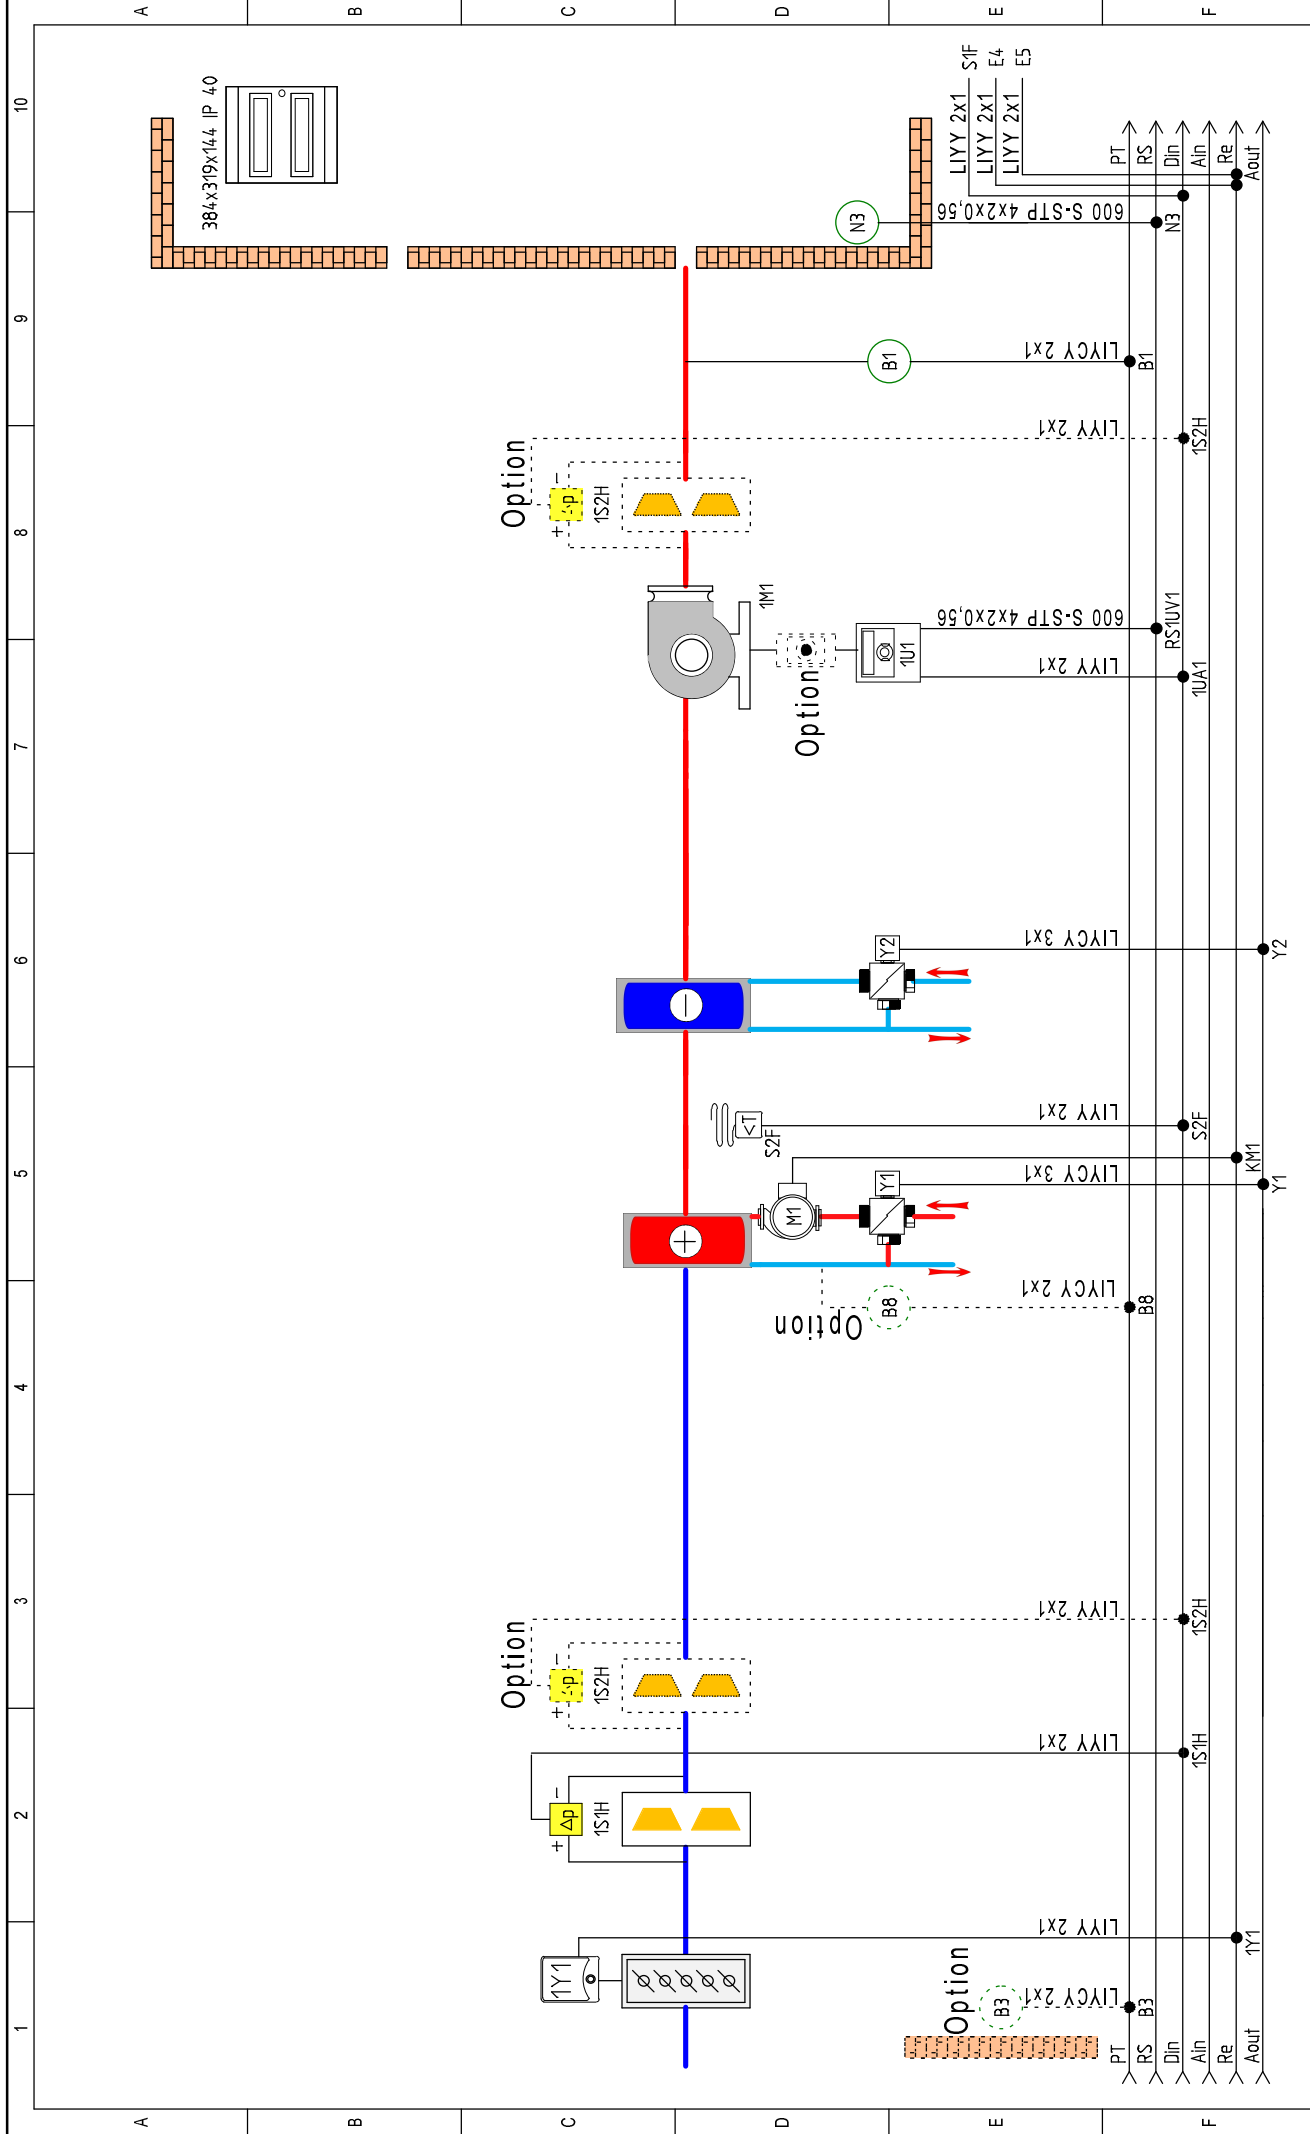 1 2 3 4 5 6 7 8 9 10
A
A
B
B
C
C
D
D
E
E
F
F
384x319x144 IP 40
Option
Option
+ Δp −
+ −
+ −
1S1H
1S2H
1S2H
1Y1
1M1
Option
1U1
M1
<T
S2F
Option
B8
Y1
Y2
B1
N3
Option
B3
LIYCY 2x1
LIYY 2x1
LIYY 2x1
LIYY 2x1
LIYCY 2x1
LIYCY 3x1
LIYY 2x1
LIYCY 3x1
LIYY 2x1
600 S-STP 4x2x0,56
LIYY 2x1
LIYCY 2x1
600 S-STP 4x2x0,56
LIYY 2x1 S1F
LIYY 2x1 E4
LIYY 2x1 E5
PT
PT
RS
B3
B8
B1
RS
Din
RS1UV1
N3
Din
Ain
1S1H
1S2H
S2F
1UA1
1S2H
Ain
Re
Re
Aout
1Y1
KM1
Aout
Y1
Y2